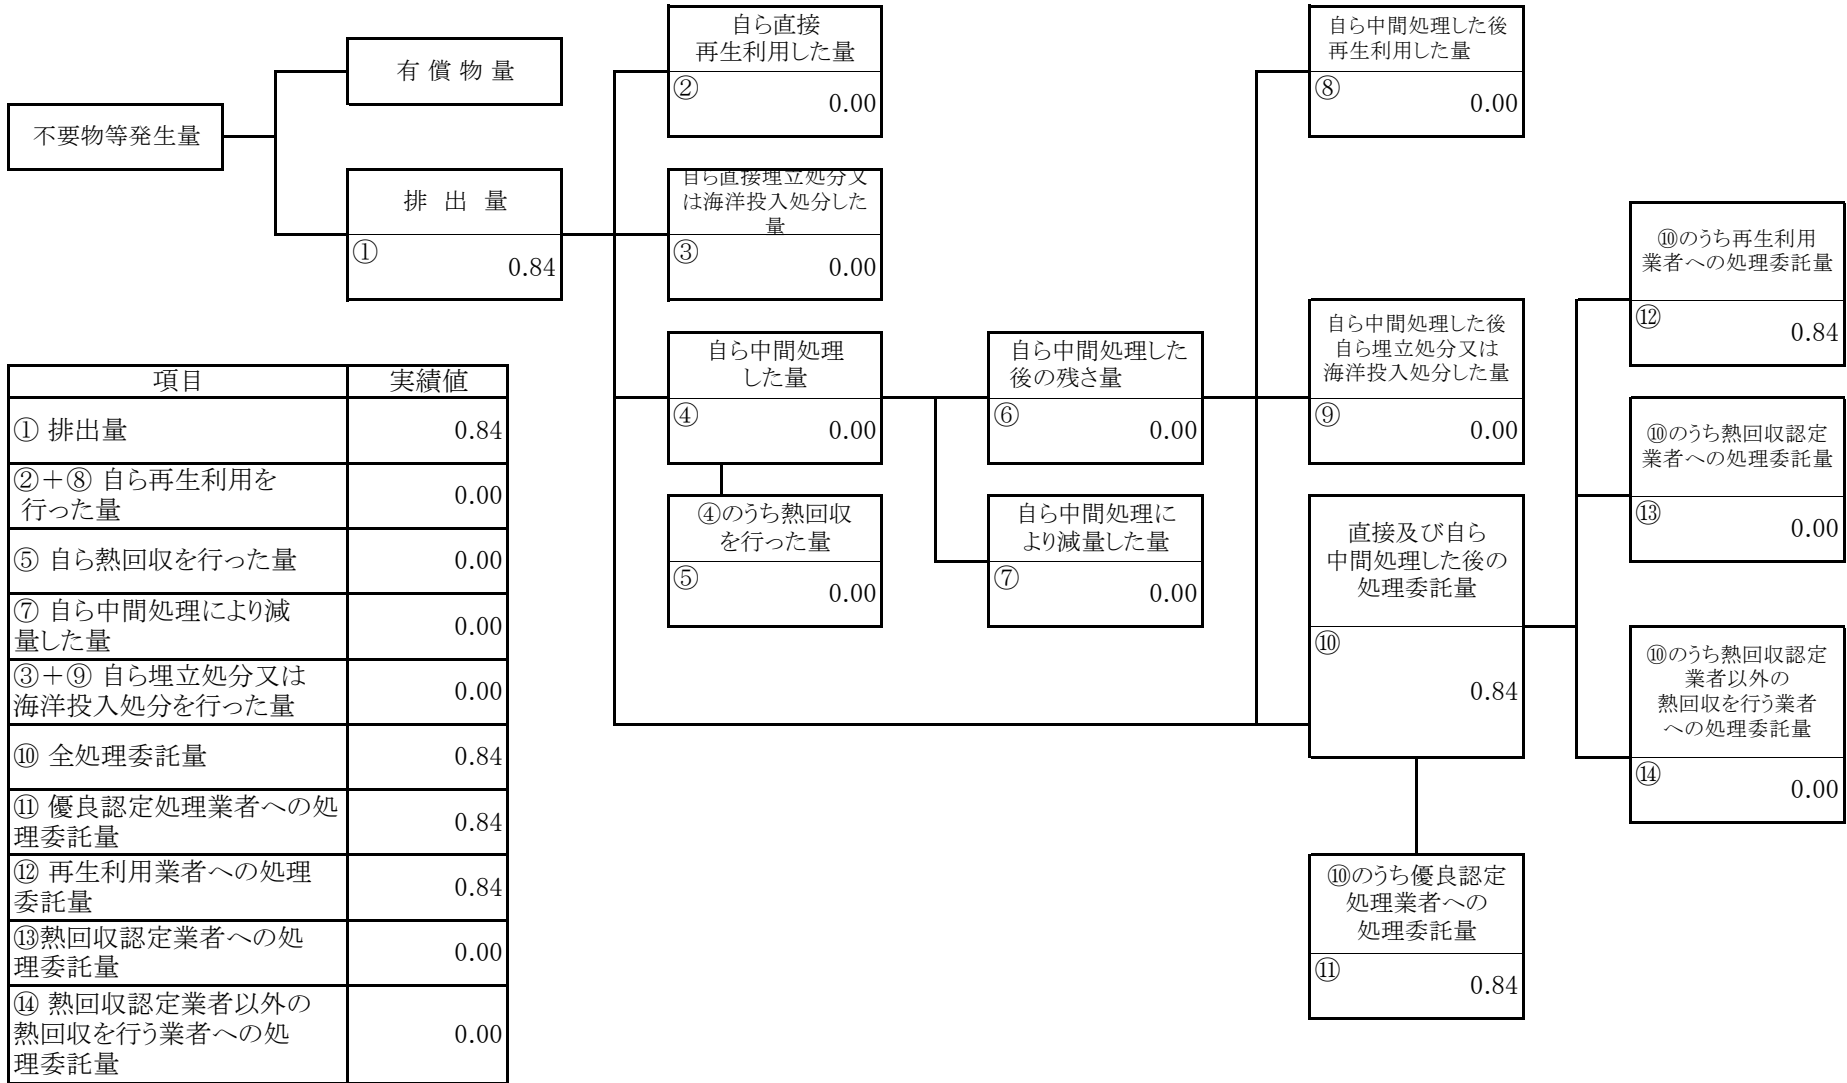 不要物等発生量
有 償 物 量
排 出 量
①
0.84
自ら直接
再生利用した量
②
0.00
自ら直接埋立処分又
は海洋投入処分した
量
③
0.00
自ら中間処理
した量
④
0.00
④のうち熱回収
を行った量
⑤
0.00
自ら中間処理した
後の残さ量
⑥
0.00
自ら中間処理に
より減量した量
⑦
0.00
自ら中間処理した後
再生利用した量
⑧
0.00
自ら中間処理した後
自ら埋立処分又は
海洋投入処分した量
⑨
0.00
直接及び自ら
中間処理した後の
処理委託量
⑩
0.84
⑩のうち優良認定
処理業者への
処理委託量
⑪
0.84
⑩のうち再生利用
業者への処理委託量
⑫
0.84
⑩のうち熱回収認定
業者への処理委託量
⑬
0.00
⑩のうち熱回収認定
業者以外の
熱回収を行う業者
への処理委託量
⑭
0.00
項目 実績値
① 排出量 0.84
②＋⑧ 自ら再生利用を
行った量 0.00
⑤ 自ら熱回収を行った量 0.00
⑦ 自ら中間処理により減
量した量 0.00
③＋⑨ 自ら埋立処分又は
海洋投入処分を行った量 0.00
⑩ 全処理委託量 0.84
⑪ 優良認定処理業者への処
理委託量 0.84
⑫ 再生利用業者への処理
委託量 0.84
⑬熱回収認定業者への処
理委託量 0.00
⑭ 熱回収認定業者以外の
熱回収を行う業者への処
理委託量 0.00